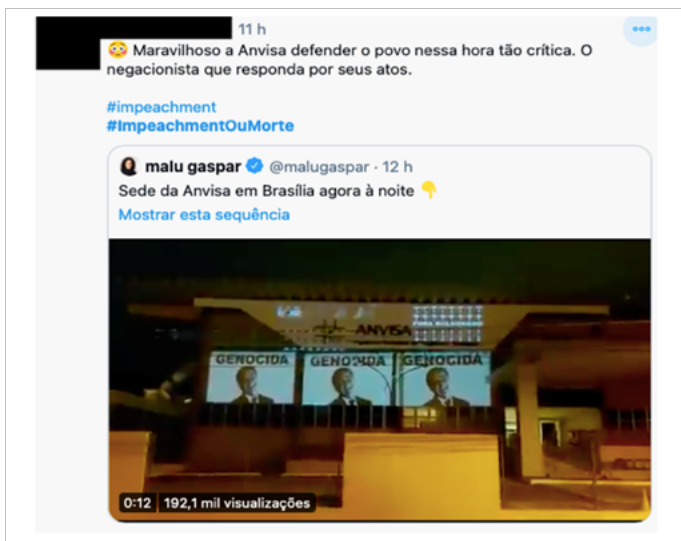 11 h
😳 Maravilhoso a Anvisa defender o povo nessa hora tão crítica. O
negacionista que responda por seus atos.
#impeachment
#ImpeachmentOuMorte
malu gaspar @malugaspar · 12 h
Sede da Anvisa em Brasília agora à noite 👇
Mostrar esta sequência
ANVISA
GENOCIDA GENOCIDA GENOCIDA
0:12 192,1 mil visualizações